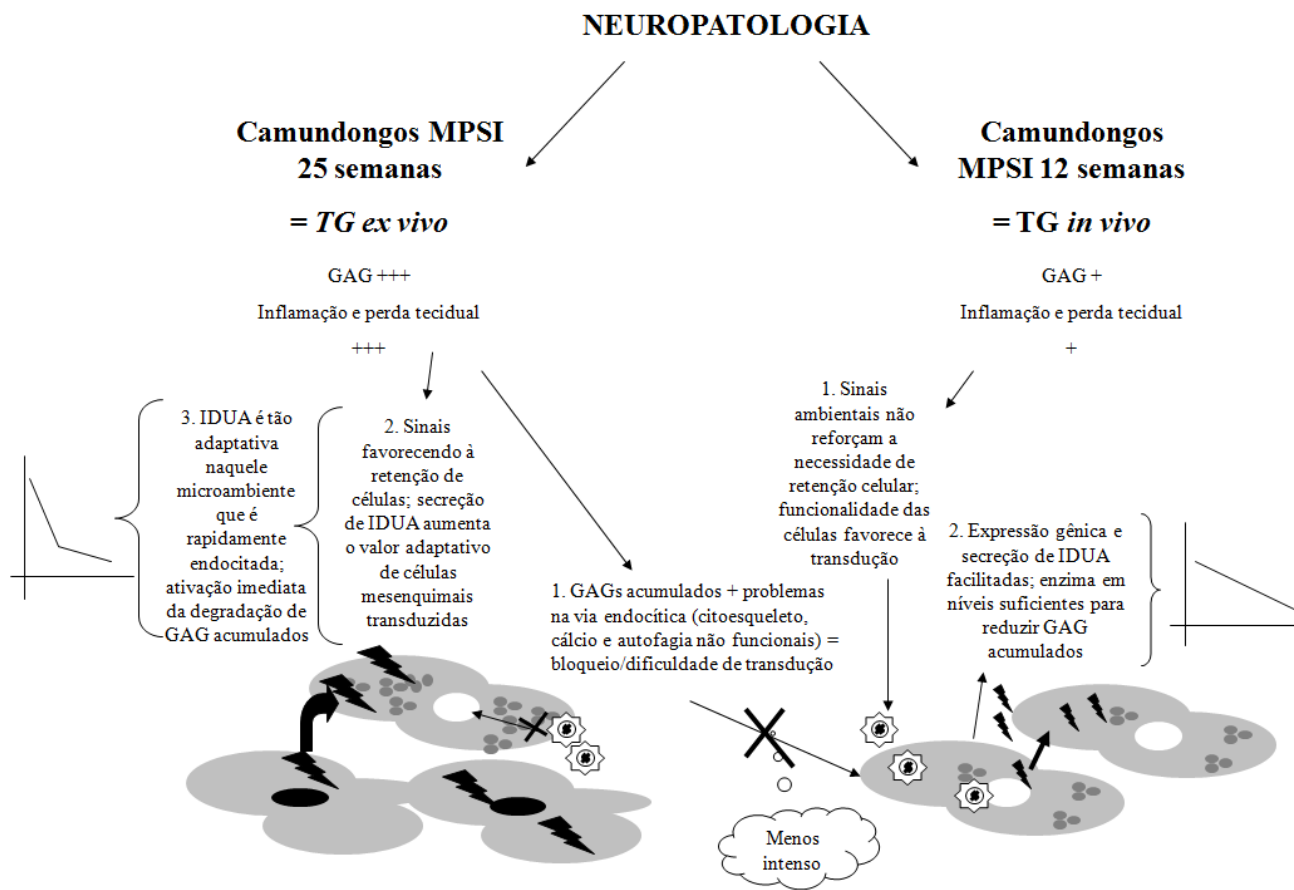 NEUROPATOLOGIA
Camundongos MPSI
25 semanas
= TG ex vivo
GAG +++
Inflamação e perda tecidual
+++
3. IDUA é tão
adaptativa
naquele
microambiente
que é
rapidamente
endocitada;
ativação imediata
da degradação de
GAG acumulados
2. Sinais
favorecendo à
retenção de
células; secreção
de IDUA aumenta
o valor adaptativo
de células
mesenquimais
transduzidas
1. GAGs acumulados + problemas
na via endocítica (citoesqueleto,
cálcio e autofagia não funcionais) =
bloqueio/dificuldade de transdução
Camundongos
MPSI 12 semanas
= TG in vivo
GAG +
Inflamação e perda tecidual
+
1. Sinais
ambientais não
reforçam a
necessidade de
retenção celular;
funcionalidade das
células favorece à
transdução
2. Expressão gênica e
secreção de IDUA
facilitadas; enzima em
níveis suficientes para
reduzir GAG
acumulados
Menos
intenso